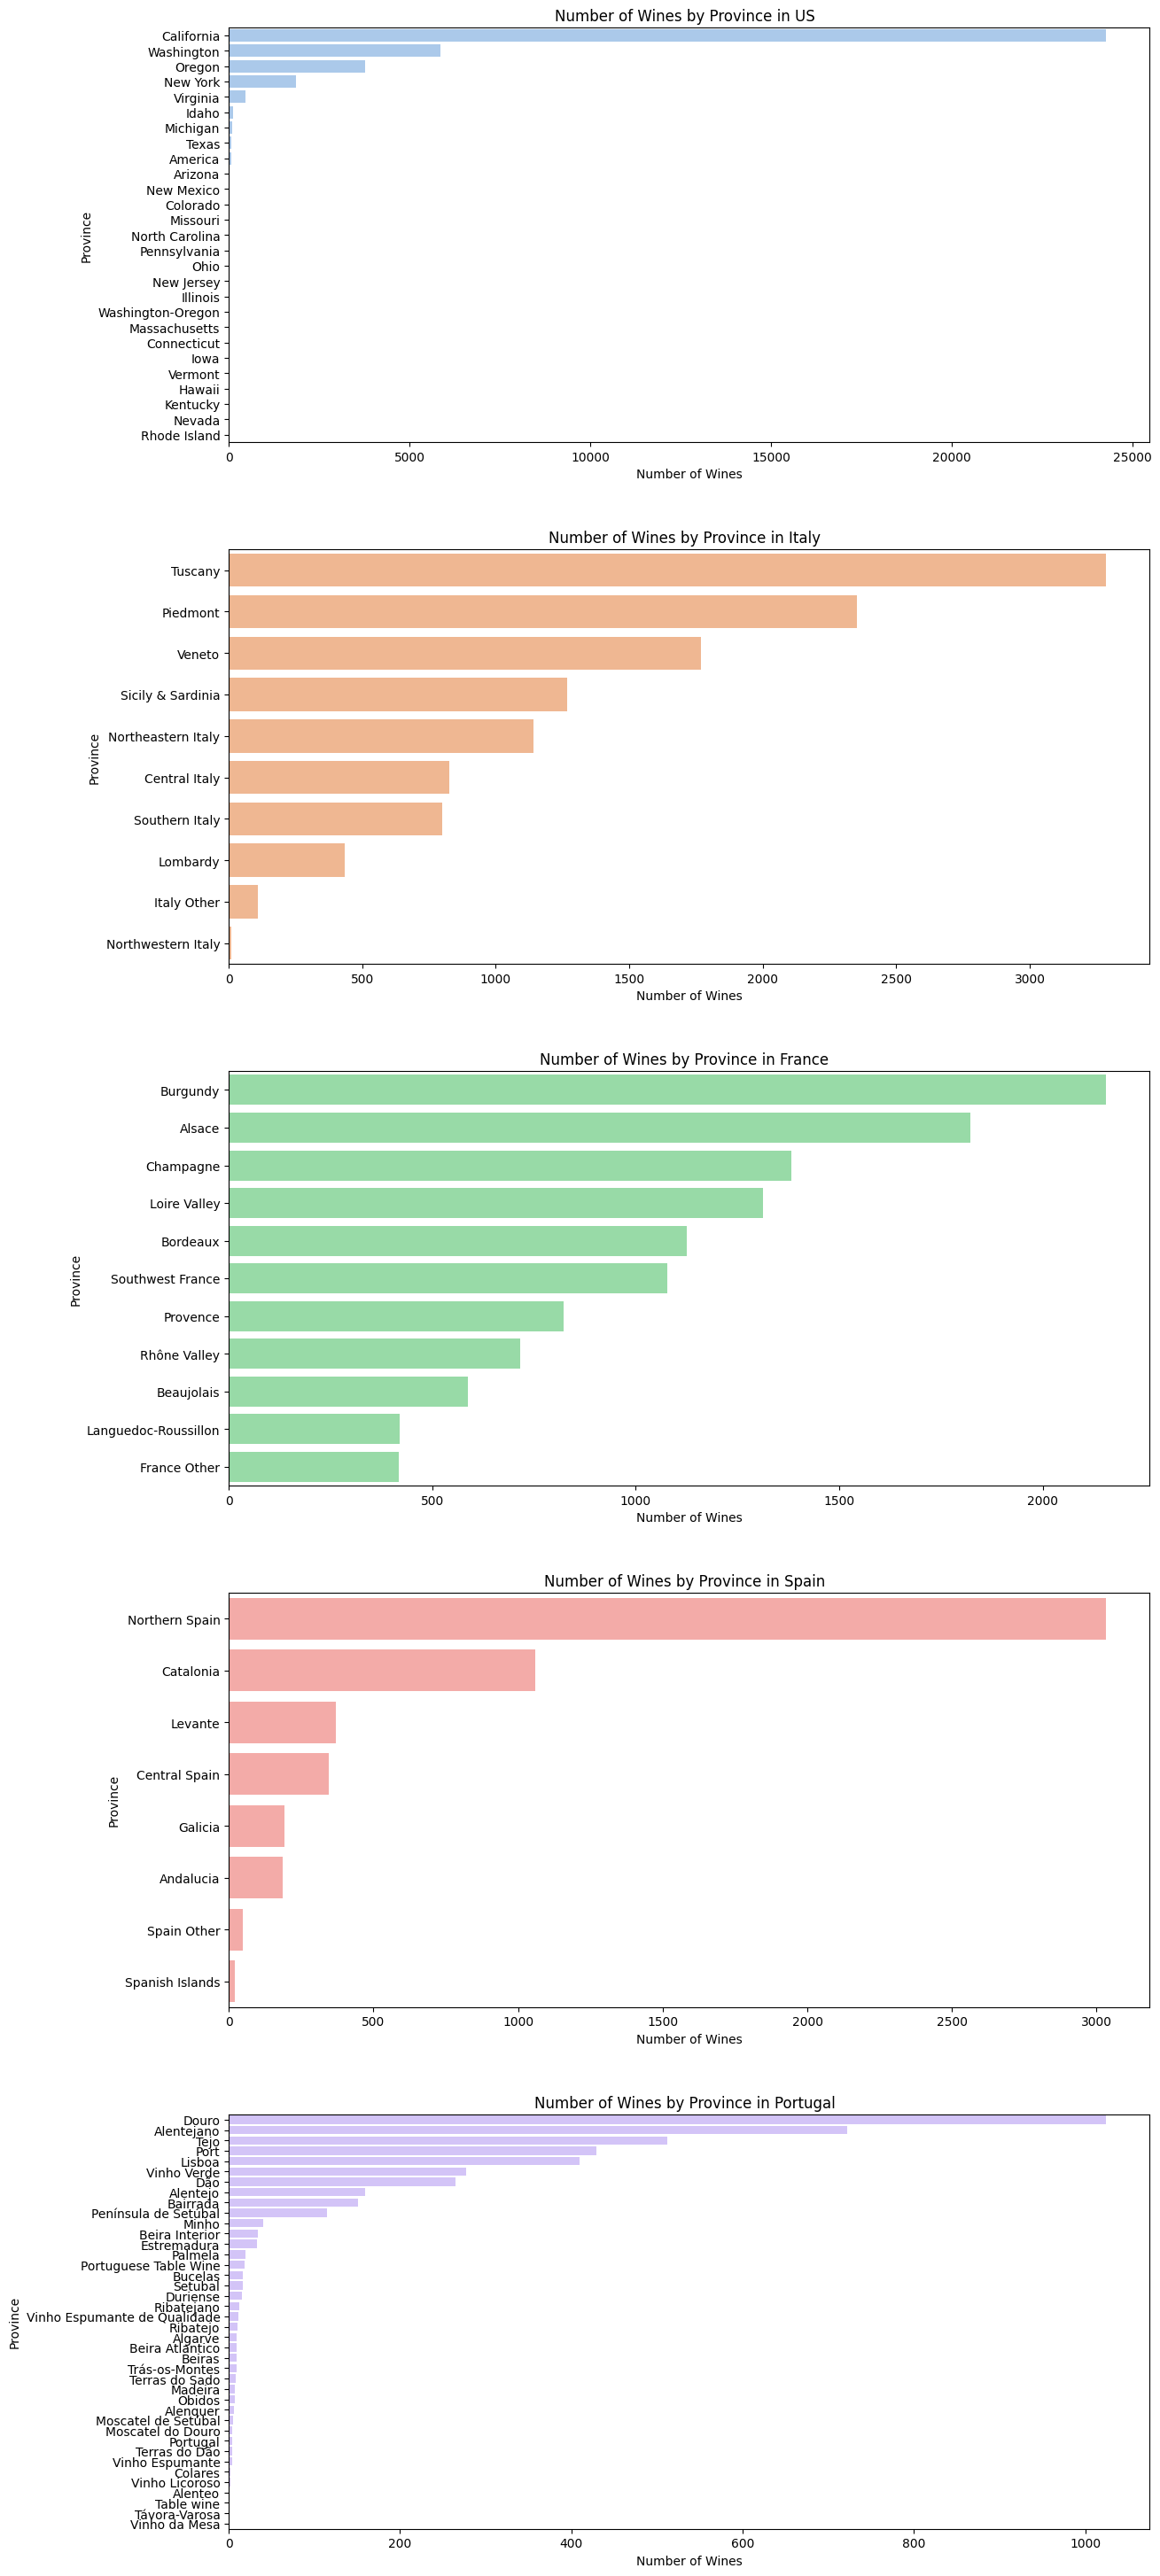 Number of Wines by Province in US
California
Washington
Oregon
New York
Virginia
Idaho
Michigan
Texas
America
Arizona
New Mexico
Colorado
Missouri
North Carolina
Pennsylvania
Ohio
New Jersey
Illinois
Washington-Oregon
Massachusetts
Connecticut
Iowa
Vermont
Hawaii
Kentucky
Nevada
Rhode Island
Province
0 5000 10000 15000 20000 25000
Number of Wines
Number of Wines by Province in Italy
Tuscany
Piedmont
Veneto
Sicily & Sardinia
Northeastern Italy
Central Italy
Southern Italy
Lombardy
Italy Other
Northwestern Italy
Province
0 500 1000 1500 2000 2500 3000
Number of Wines
Number of Wines by Province in France
Burgundy
Alsace
Champagne
Loire Valley
Bordeaux
Southwest France
Provence
Rhône Valley
Beaujolais
Languedoc-Roussillon
France Other
Province
0 500 1000 1500 2000
Number of Wines
Number of Wines by Province in Spain
Northern Spain
Catalonia
Levante
Central Spain
Galicia
Andalucia
Spain Other
Spanish Islands
Province
0 500 1000 1500 2000 2500 3000
Number of Wines
Number of Wines by Province in Portugal
Douro
Alentejano
Tejo
Port
Lisboa
Vinho Verde
Dão
Alentejo
Bairrada
Península de Setúbal
Minho
Beira Interior
Estremadura
Palmela
Portuguese Table Wine
Bucelas
Setubal
Duriense
Ribatejano
Vinho Espumante de Qualidade
Ribatejo
Algarve
Beira Atlantico
Beiras
Trás-os-Montes
Terras do Sado
Madeira
Obidos
Alenquer
Moscatel de Setúbal
Moscatel do Douro
Portugal
Terras do Dão
Vinho Espumante
Colares
Vinho Licoroso
Alenteo
Table wine
Távora-Varosa
Vinho da Mesa
Province
0 200 400 600 800 1000
Number of Wines